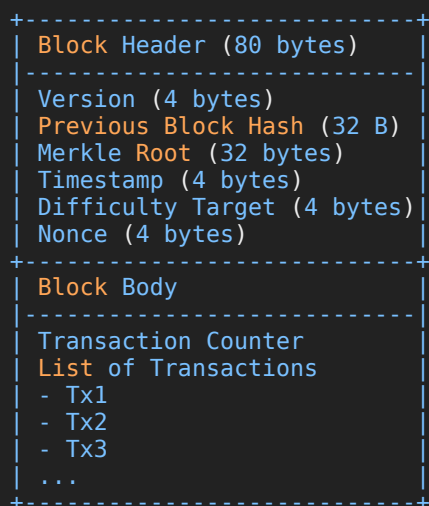 Block Header (80 bytes)
Version (4 bytes)
Previous Block Hash (32 B)
Merkle Root (32 bytes)
Timestamp (4 bytes)
Difficulty Target (4 bytes)
Nonce (4 bytes)
Block Body
Transaction Counter
List of Transactions
- Tx1
- Tx2
- Tx3
...